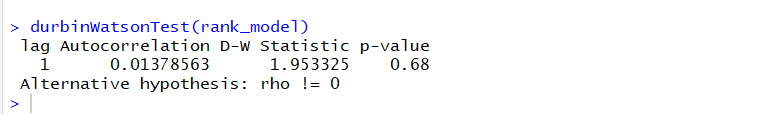 > durbinWatsonTest(rank_model)
 lag Autocorrelation D-W Statistic p-value
   1      0.01378563      1.953325    0.68
 Alternative hypothesis: rho != 0
>